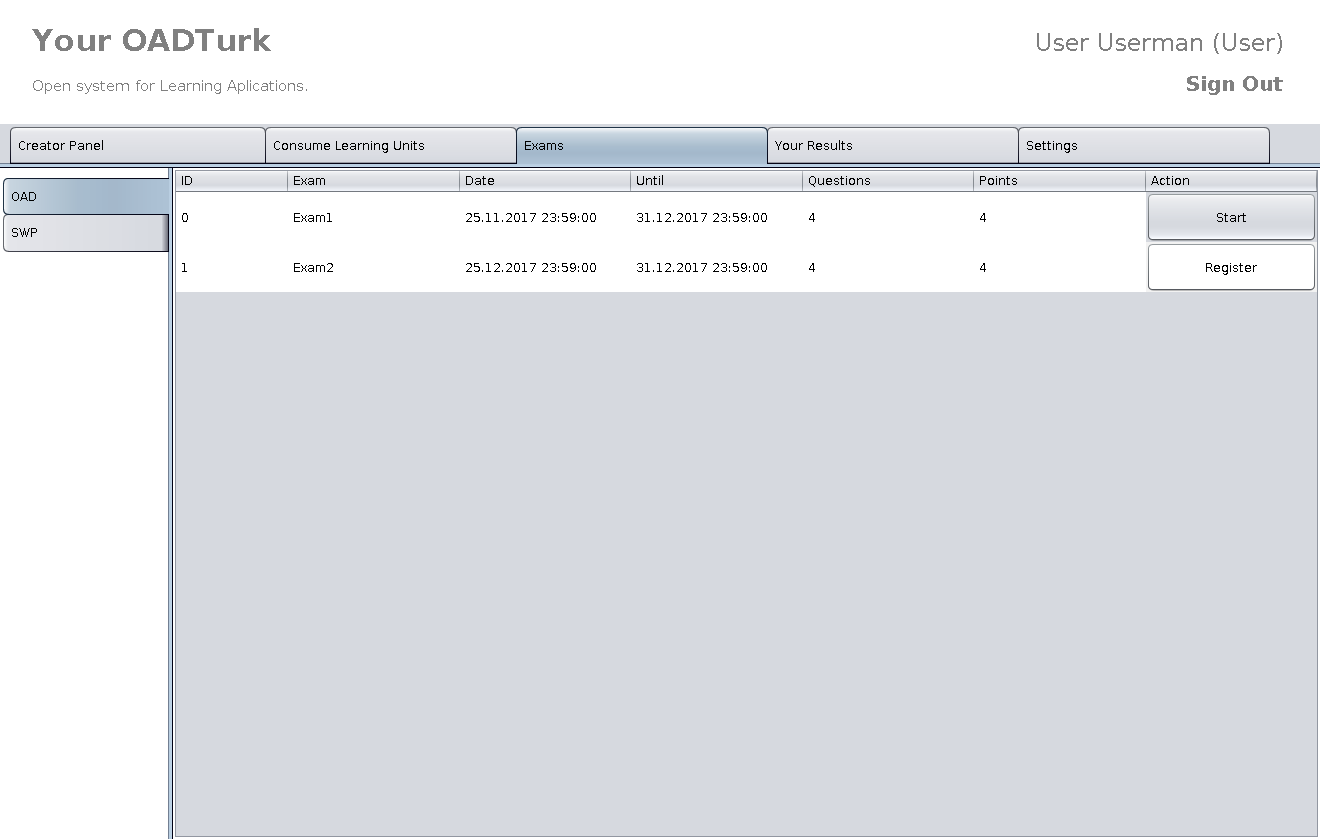 Your OADTurk
User Userman (User)
Open system for Learning Aplications.
Sign Out
Creator Panel Consume Learning Units Exams Your Results Settings
OAD
SWP
ID Exam Date Until Questions Points Action
0 Exam1 25.11.2017 23:59:00 31.12.2017 23:59:00 4 4 Start
1 Exam2 25.12.2017 23:59:00 31.12.2017 23:59:00 4 4 Register